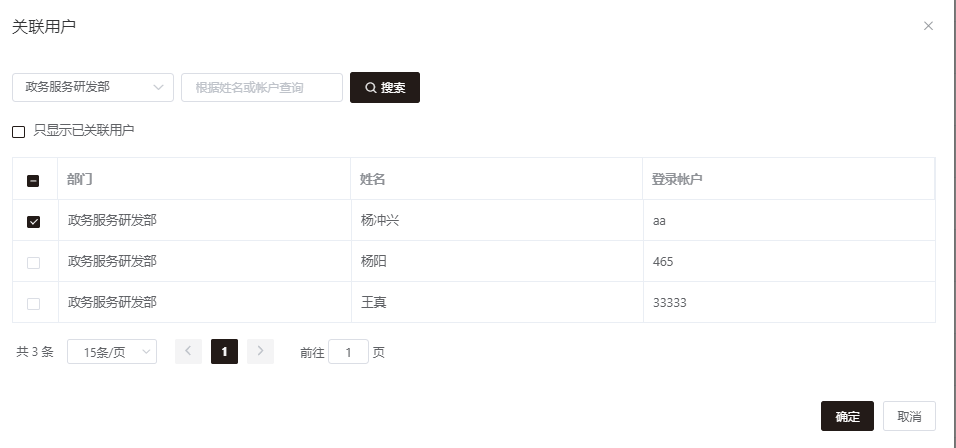 关联用户
政务服务研发部 根据姓名或帐户查询 搜索
只显示已关联用户
部门 姓名 登录帐户
政务服务研发部 杨冲兴 aa
政务服务研发部 杨阳 465
政务服务研发部 王真 33333
共 3 条 15条/页 1 前往 1 页
确定 取消